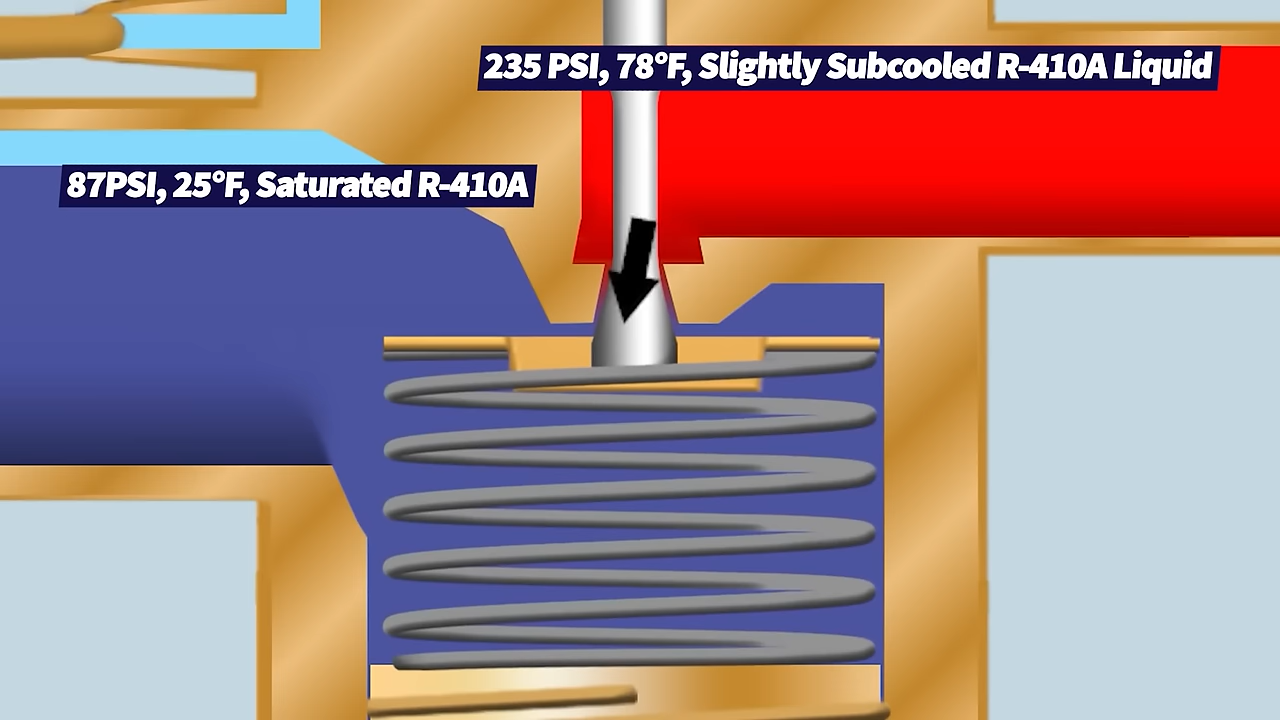 235 PSI, 78°F, Slightly Subcooled R-410A Liquid
87PSI, 25°F, Saturated R-410A